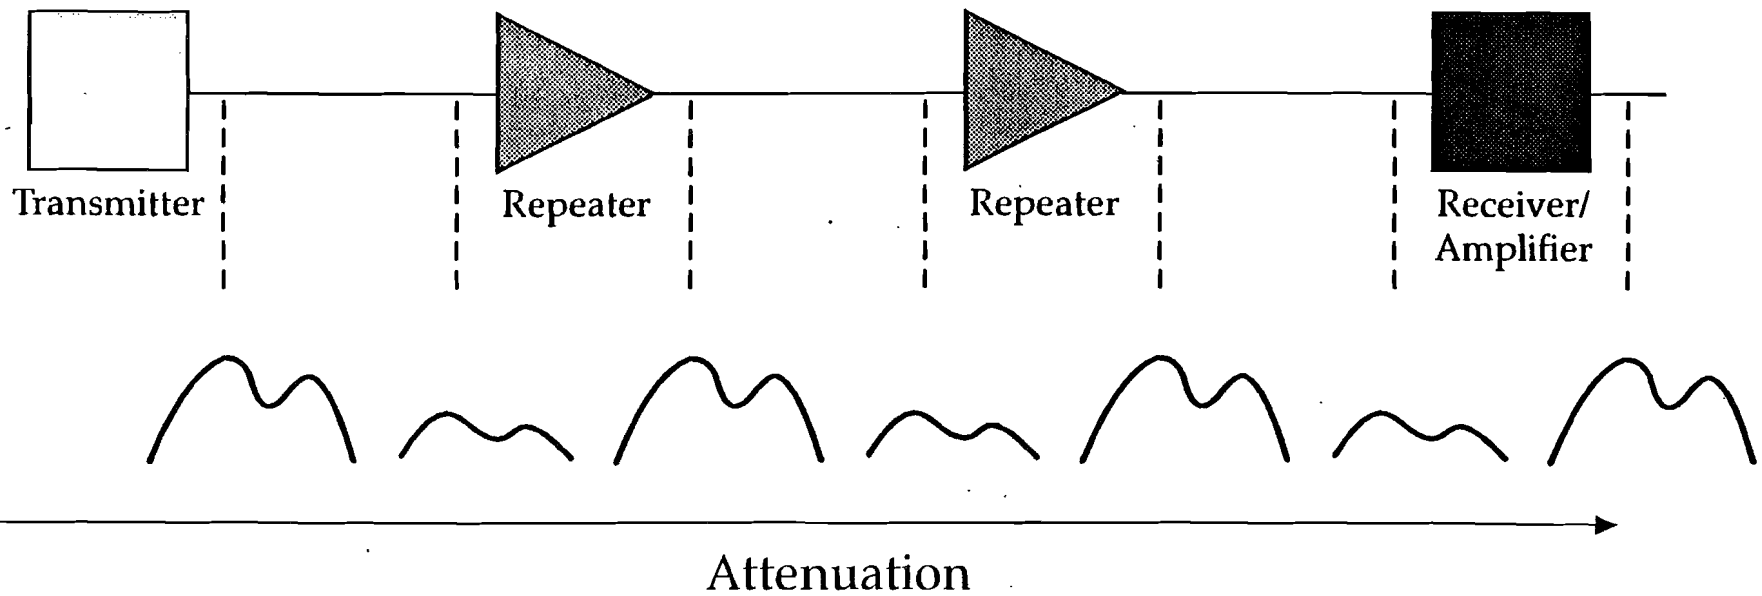 Transmitter
Repeater
Repeater
Receiver/
Amplifier
Attenuation